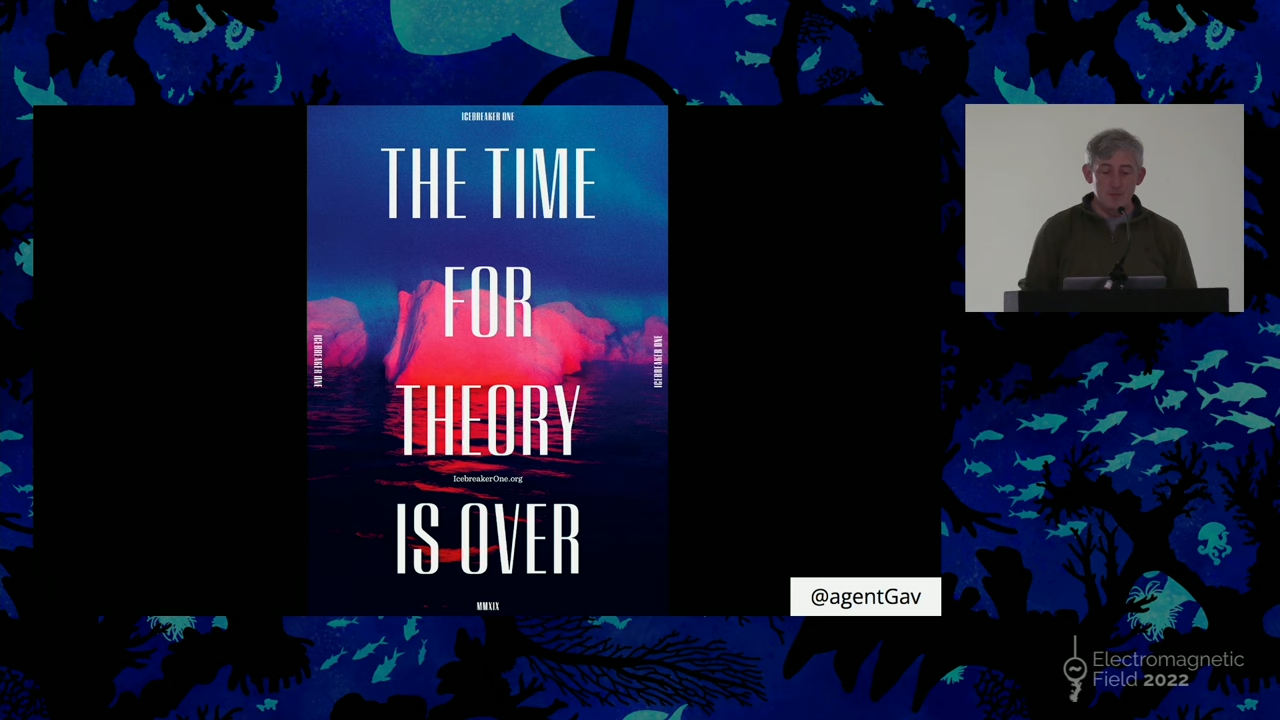 ICEBREAKER ONE
THE TIME
FOR
ICEBREAKER ONE
ICEBREAKER ONE
THEORY
IcebreakerOne.org
IS OVER
MMXIX
@agentGav
Electromagnetic
Field 2022